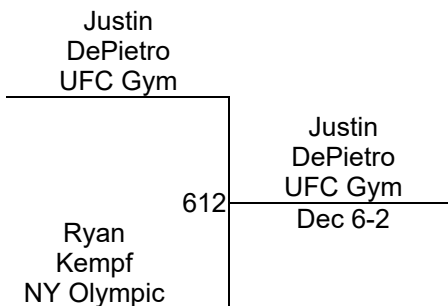 Justin
DePietro
UFC Gym
Justin
DePietro
UFC Gym
612
Dec 6-2
Ryan
Kempf
NY Olympic